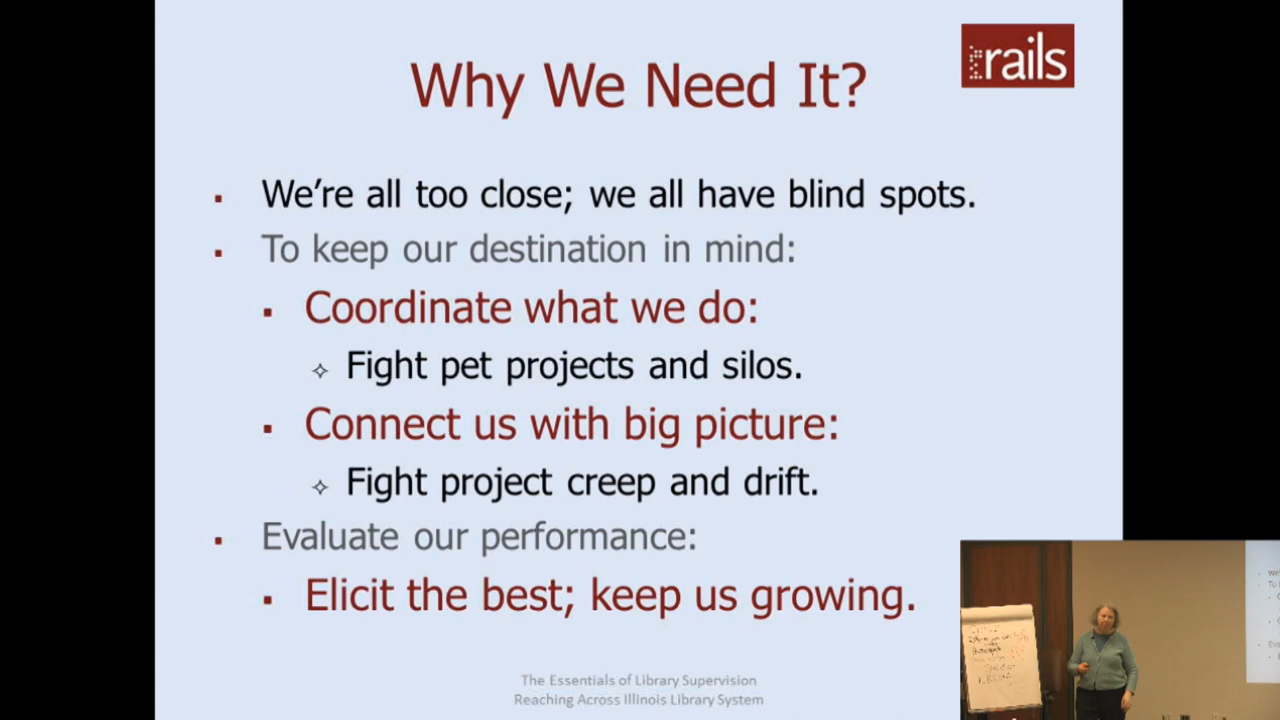 Why We Need It?
rails
We’re all too close; we all have blind spots.
To keep our destination in mind:
Coordinate what we do:
Fight pet projects and silos.
Connect us with big picture:
Fight project creep and drift.
Evaluate our performance:
Elicit the best; keep us growing.
The Essentials of Library Supervision
Reaching Across Illinois Library System